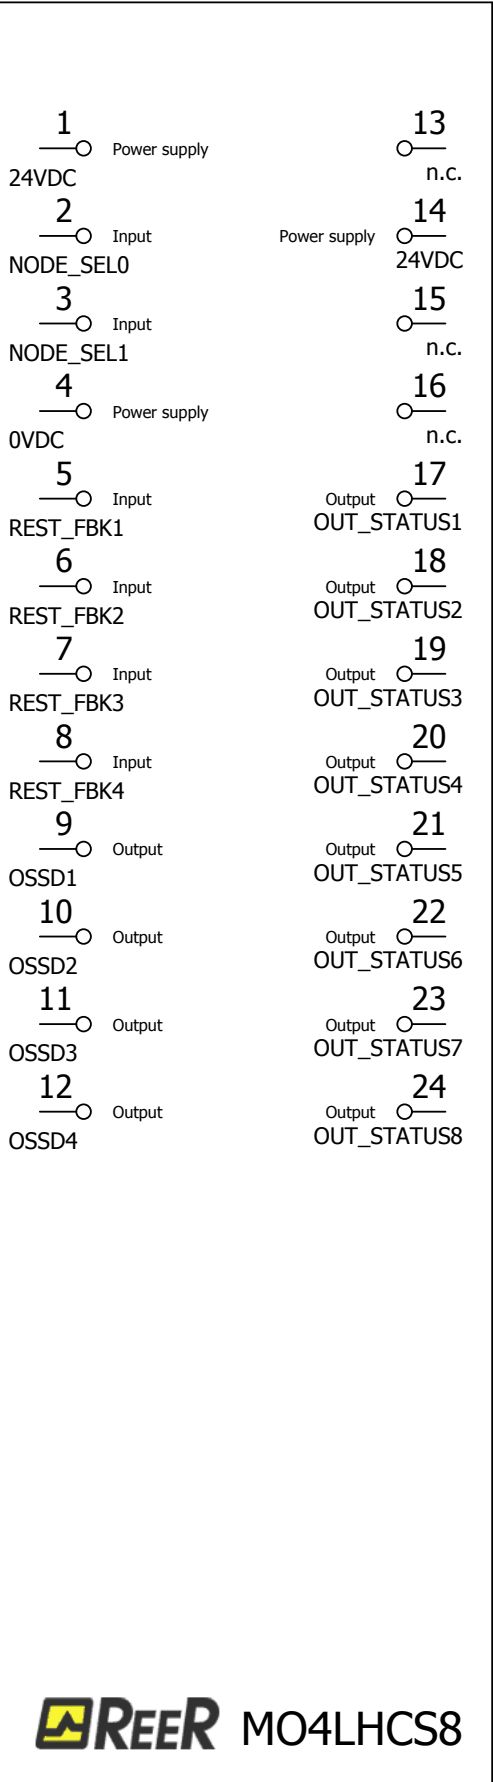 1 13
Power supply
24VDC n.c.
2 14
Input Power supply
NODE_SEL0 24VDC
3 15
Input
NODE_SEL1 n.c.
4 16
Power supply
0VDC n.c.
5 17
Input Output
REST_FBK1 OUT_STATUS1
6 18
Input Output
REST_FBK2 OUT_STATUS2
7 19
Input Output
REST_FBK3 OUT_STATUS3
8 20
Input Output
REST_FBK4 OUT_STATUS4
9 21
Output Output
OSSD1 OUT_STATUS5
10 22
Output Output
OSSD2 OUT_STATUS6
11 23
Output Output
OSSD3 OUT_STATUS7
12 24
Output Output
OSSD4 OUT_STATUS8
REER MO4LHCS8